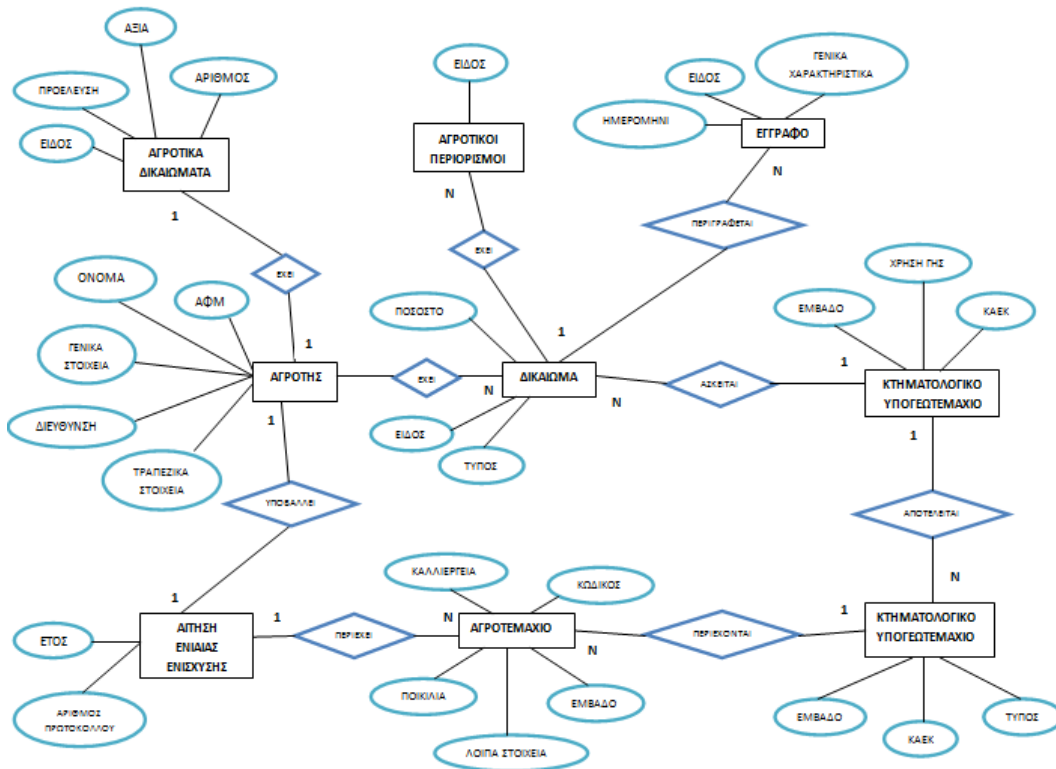 ΑΞΙΑ
ΠΡΟΕΛΕΥΣΗ
ΑΡΙΘΜΟΣ
ΕΙΔΟΣ
ΑΓΡΟΤΙΚΑ
ΔΙΚΑΙΩΜΑΤΑ
1
ΕΧΕΙ
1
ΕΙΔΟΣ
ΑΓΡΟΤΙΚΟΙ
ΠΕΡΙΟΡΙΣΜΟΙ
N
ΕΧΕΙ
ΕΙΔΟΣ
ΓΕΝΙΚΑ
ΧΑΡΑΚΤΗΡΙΣΤΙΚΑ
ΗΜΕΡΟΜΗΝΙ
ΕΓΓΡΑΦΟ
N
ΠΕΡΙΓΡΑΦΕΤΑΙ
1
ΟΝΟΜΑ
ΑΦΜ
ΓΕΝΙΚΑ
ΣΤΟΙΧΕΙΑ
ΔΙΕΥΘΥΝΣΗ
ΤΡΑΠΕΖΙΚΑ
ΣΤΟΙΧΕΙΑ
ΑΓΡΟΤΗΣ
1
ΕΧΕΙ
N
ΠΟΣΟΣΤΟ
ΔΙΚΑΙΩΜΑ
ΕΙΔΟΣ
ΤΥΠΟΣ
N
ΑΣΚΕΙΤΑΙ
1
ΧΡΗΣΗ ΓΗΣ
ΕΜΒΑΔΟ
ΚΑΕΚ
ΚΤΗΜΑΤΟΛΟΓΙΚΟ
ΥΠΟΓΕΩΤΕΜΑΧΙΟ
1
ΑΠΟΤΕΛΕΙΤΑΙ
N
ΥΠΟΒΑΛΛΕΙ
1
ΑΙΤΗΣΗ
ΕΝΙΑΙΑΣ
ΕΝΙΣΧΥΣΗΣ
ΕΤΟΣ
ΑΡΙΘΜΟΣ
ΠΡΩΤΟΚΟΛΛΟΥ
1
ΠΕΡΙΕΧΕΙ
N
ΚΑΛΛΙΕΡΓΕΙΑ
ΚΩΔΙΚΟΣ
ΑΓΡΟΤΕΜΑΧΙΟ
ΠΟΙΚΙΛΙΑ
ΕΜΒΑΔΟ
ΛΟΙΠΑ ΣΤΟΙΧΕΙΑ
N
ΠΕΡΙΕΧΟΝΤΑΙ
1
ΚΤΗΜΑΤΟΛΟΓΙΚΟ
ΥΠΟΓΕΩΤΕΜΑΧΙΟ
ΕΜΒΑΔΟ
ΚΑΕΚ
ΤΥΠΟΣ